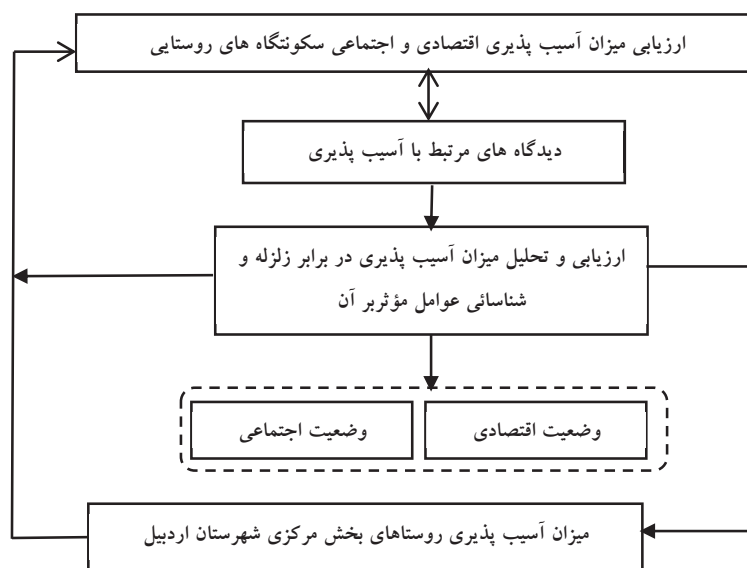 ارزیابی میزان آسیب پذیری اقتصادی و اجتماعی سکونتگاه های روستایی
دیدگاه های مرتبط با آسیب پذیری
ارزیابی و تحلیل میزان آسیب پذیری در برابر زلزله و
شناسائی عوامل مؤثربر آن
وضعیت اقتصادی
وضعیت اجتماعی
میزان آسیب پذیری روستاهای بخش مرکزی شهرستان اردبیل